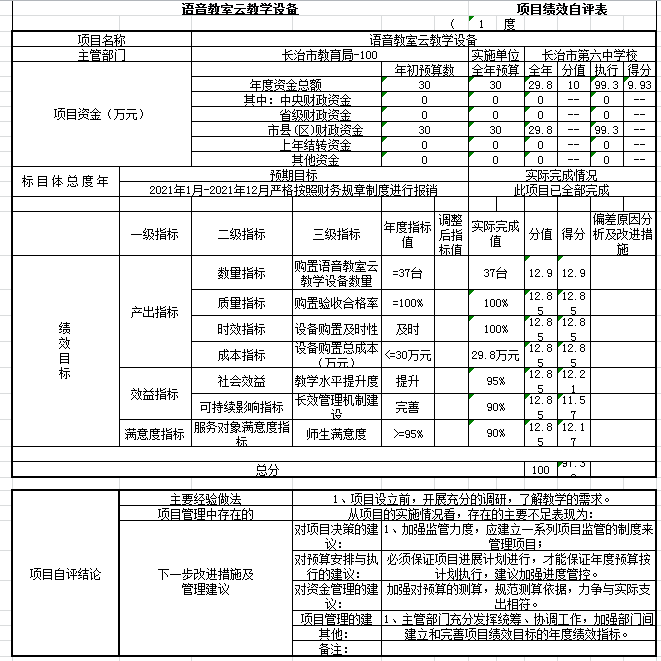 语音教室云教学设备 项目绩效自评表
( 1 度
项目名称 语音教室云教学设备
主管部门 长治市教育局-100 实施单位 长治市第六中学校
项目资金（万元） 年初预算数 全年预算 全年 分值 执行 得分
年度资金总额 30 30 29.8 10 99.3 9.93
其中：中央财政资金 0 0 0 -- 0 --
省级财政资金 0 0 0 -- 0 --
市县(区)财政资金 30 30 29.8 -- 99.3 --
上年结转资金 0 0 0 -- 0 --
其他资金 0 0 0 -- 0 --
标目体总度年 预期目标 实际完成情况
2021年1月-2021年12月严格按照财务规章制度进行报销 此项目已全部完成
绩效目标
一级指标 二级指标 三级指标 年度指标值 调整后指标值 实际完成值 分值 得分 偏差原因分析及改进措施
产出指标 数量指标 购置语音教室云教学设备数量 =37台 37台 12.9 12.9
质量指标 购置验收合格率 =100% 100% 12.85 12.85
时效指标 设备购置及时性 及时 100% 12.85 12.85
成本指标 设备购置总成本（万元） <=30万元 29.8万元 12.85 12.85
效益指标 社会效益 教学水平提升度 提升 95% 12.85 12.21
可持续影响指标 长效管理机制建设 完善 90% 12.85 11.57
满意度指标 服务对象满意度指标 师生满意度 >=95% 90% 12.85 12.17
总分 100
项目自评结论
主要经验做法 1、项目设立前，开展充分的调研，了解教学的需求。
项目管理中存在的 从项目的实施情况看，存在的主要不足表现为：
下一步改进措施及管理建议
对项目决策的建议： 1、加强监管力度，应建立一系列项目监管的制度来管理项目；
对预算安排与执行的建议： 必须保证项目进展计划进行，才能保证年度预算按计划执行，建议加强进度管控。
对资金管理的建议： 加强对预算的测算，规范测算依据，力争与实际支出相符。
项目管理的建 1、主管部门充分发挥统筹、协调工作，加强部门间
其他： 建立和完善项目绩效目标的年度绩效指标。
备注：